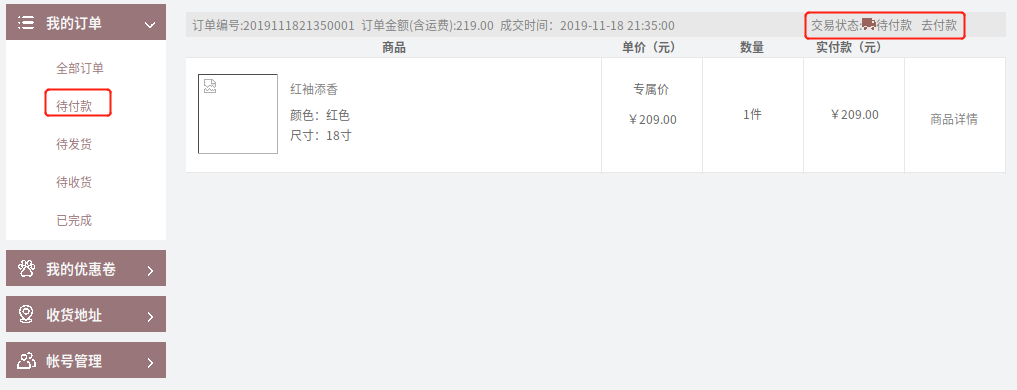 我的订单
全部订单
待付款
待发货
待收货
已完成
我的优惠卷
收货地址
帐号管理
订单编号:2019111821350001 订单金额(含运费):219.00 成交时间：2019-11-18 21:35:00 交易状态:待付款 去付款
商品 单价（元） 数量 实付款（元）
红袖添香
颜色：红色
尺寸：18寸
专属价
￥209.00
1件
￥209.00
商品详情